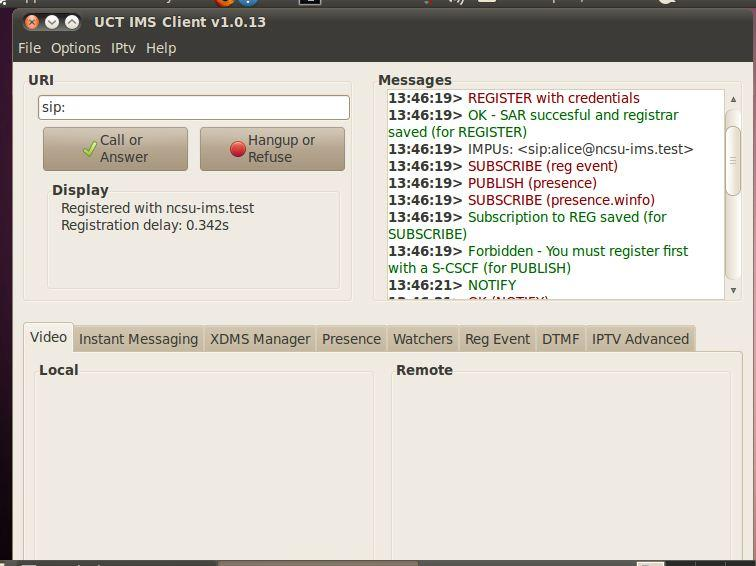 UCT IMS Client v1.0.13
File Options IPtv Help
URI
sip:
Call or
Answer
Hangup or
Refuse
Display
Registered with ncsu-ims.test
Registration delay: 0.342s
Messages
13:46:19> REGISTER with credentials
13:46:19> OK - SAR succesful and registrar
saved (for REGISTER)
13:46:19> IMPUs: <sip:alice@ncsu-ims.test>
13:46:19> SUBSCRIBE (reg event)
13:46:19> PUBLISH (presence)
13:46:19> SUBSCRIBE (presence.winfo)
13:46:19> Subscription to REG saved (for
SUBSCRIBE)
13:46:19> Forbidden - You must register first
with a S-CSCF (for PUBLISH)
13:46:21> NOTIFY
13:46:21> OK (NOTIFY)
Video Instant Messaging XDMS Manager Presence Watchers Reg Event DTMF IPTV Advanced
Local
Remote